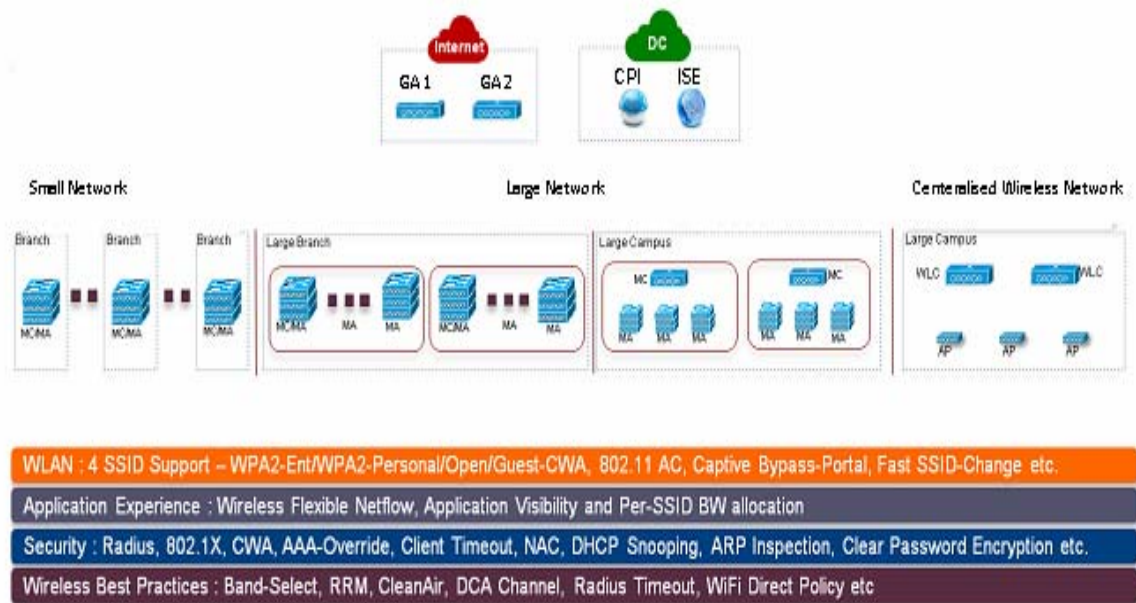 Internet
DC
GA 1
GA 2
CPI
ISE
Small Network
Large Network
Centeralised Wireless Network
Branch
Branch
Branch
Large Branch
Large Campus
Large Campus
MC/MA
MC/MA
MC/MA
MC/MA
MA
MA
MC/MA
MA
MA
MC
MA
MA
MA
MC
MA
MA
MA
WLC
WLC
AP
AP
AP
WLAN : 4 SSID Support – WPA2-Ent/WPA2-Personal/Open/Guest-CWA, 802.11 AC, Captive Bypass-Portal, Fast SSID-Change etc.
Application Experience : Wireless Flexible Netflow, Application Visibility and Per-SSID BW allocation
Security : Radius, 802.1X, CWA, AAA-Override, Client Timeout, NAC, DHCP Snooping, ARP Inspection, Clear Password Encryption etc.
Wireless Best Practices : Band-Select, RRM, CleanAir, DCA Channel, Radius Timeout, WiFi Direct Policy etc